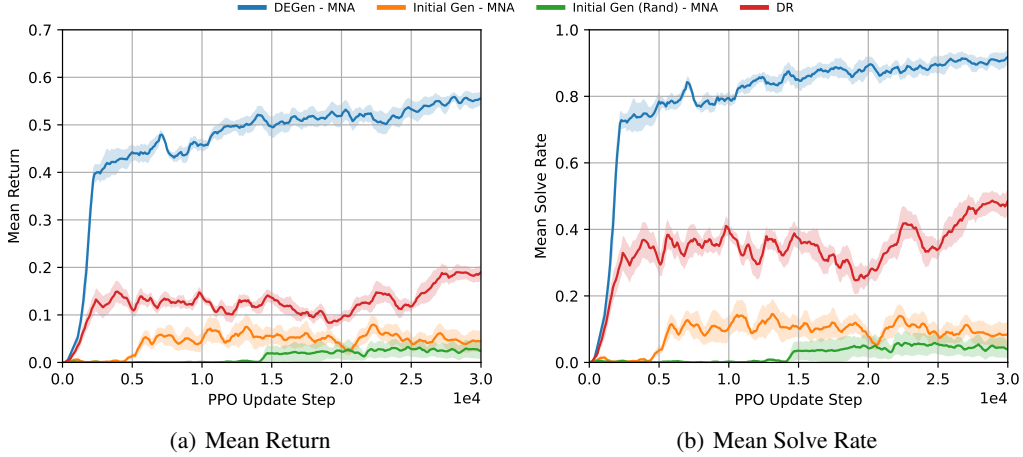 DEGen - MNA Initial Gen - MNA Initial Gen (Rand) - MNA DR
Mean Return
0.7
0.6
0.5
0.4
0.3
0.2
0.1
0.0
0.0 0.5 1.0 1.5 2.0 2.5 3.0
PPO Update Step
1e4
(a) Mean Return
Mean Solve Rate
1.0
0.8
0.6
0.4
0.2
0.0
0.0 0.5 1.0 1.5 2.0 2.5 3.0
PPO Update Step
1e4
(b) Mean Solve Rate